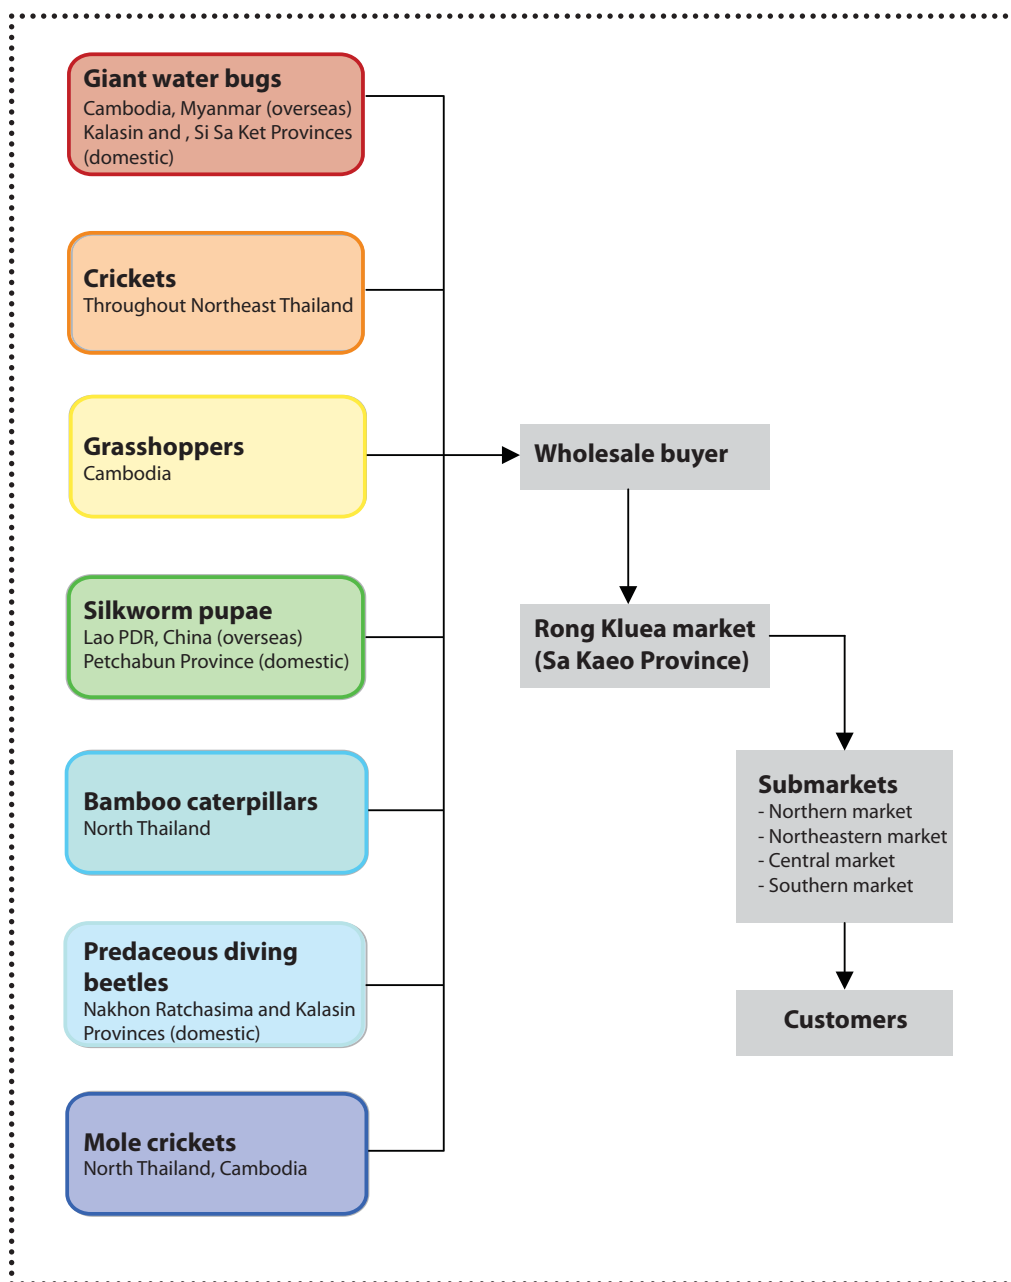 Giant water bugs
Cambodia, Myanmar (overseas)
Kalasin and , Si Sa Ket Provinces
(domestic)
Crickets
Throughout Northeast Thailand
Grasshoppers
Cambodia
Silkworm pupae
Lao PDR, China (overseas)
Petchabun Province (domestic)
Bamboo caterpillars
North Thailand
Predaceous diving
beetles
Nakhon Ratchasima and Kalasin
Provinces (domestic)
Mole crickets
North Thailand, Cambodia
Wholesale buyer
Rong Kluea market
(Sa Kaeo Province)
Submarkets
- Northern market
- Northeastern market
- Central market
- Southern market
Customers